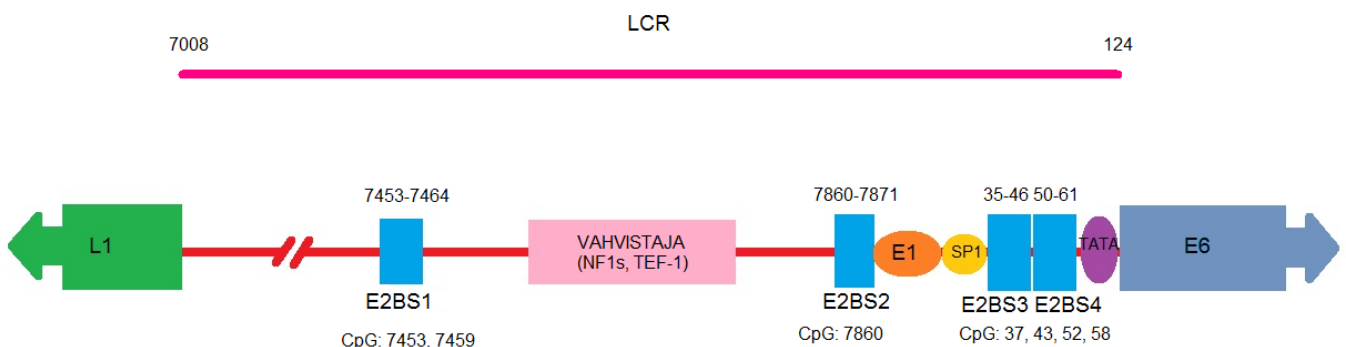 LCR
7008 124
7453-7464 7860-7871 35-46 50-61
L1 VAHVISTAJA E1 SP1 TATA E6
(NF1s, TEF-1)
E2BS1 E2BS2 E2BS3 E2BS4
CpG: 7453, 7459 CpG: 7860 CpG: 37, 43, 52, 58